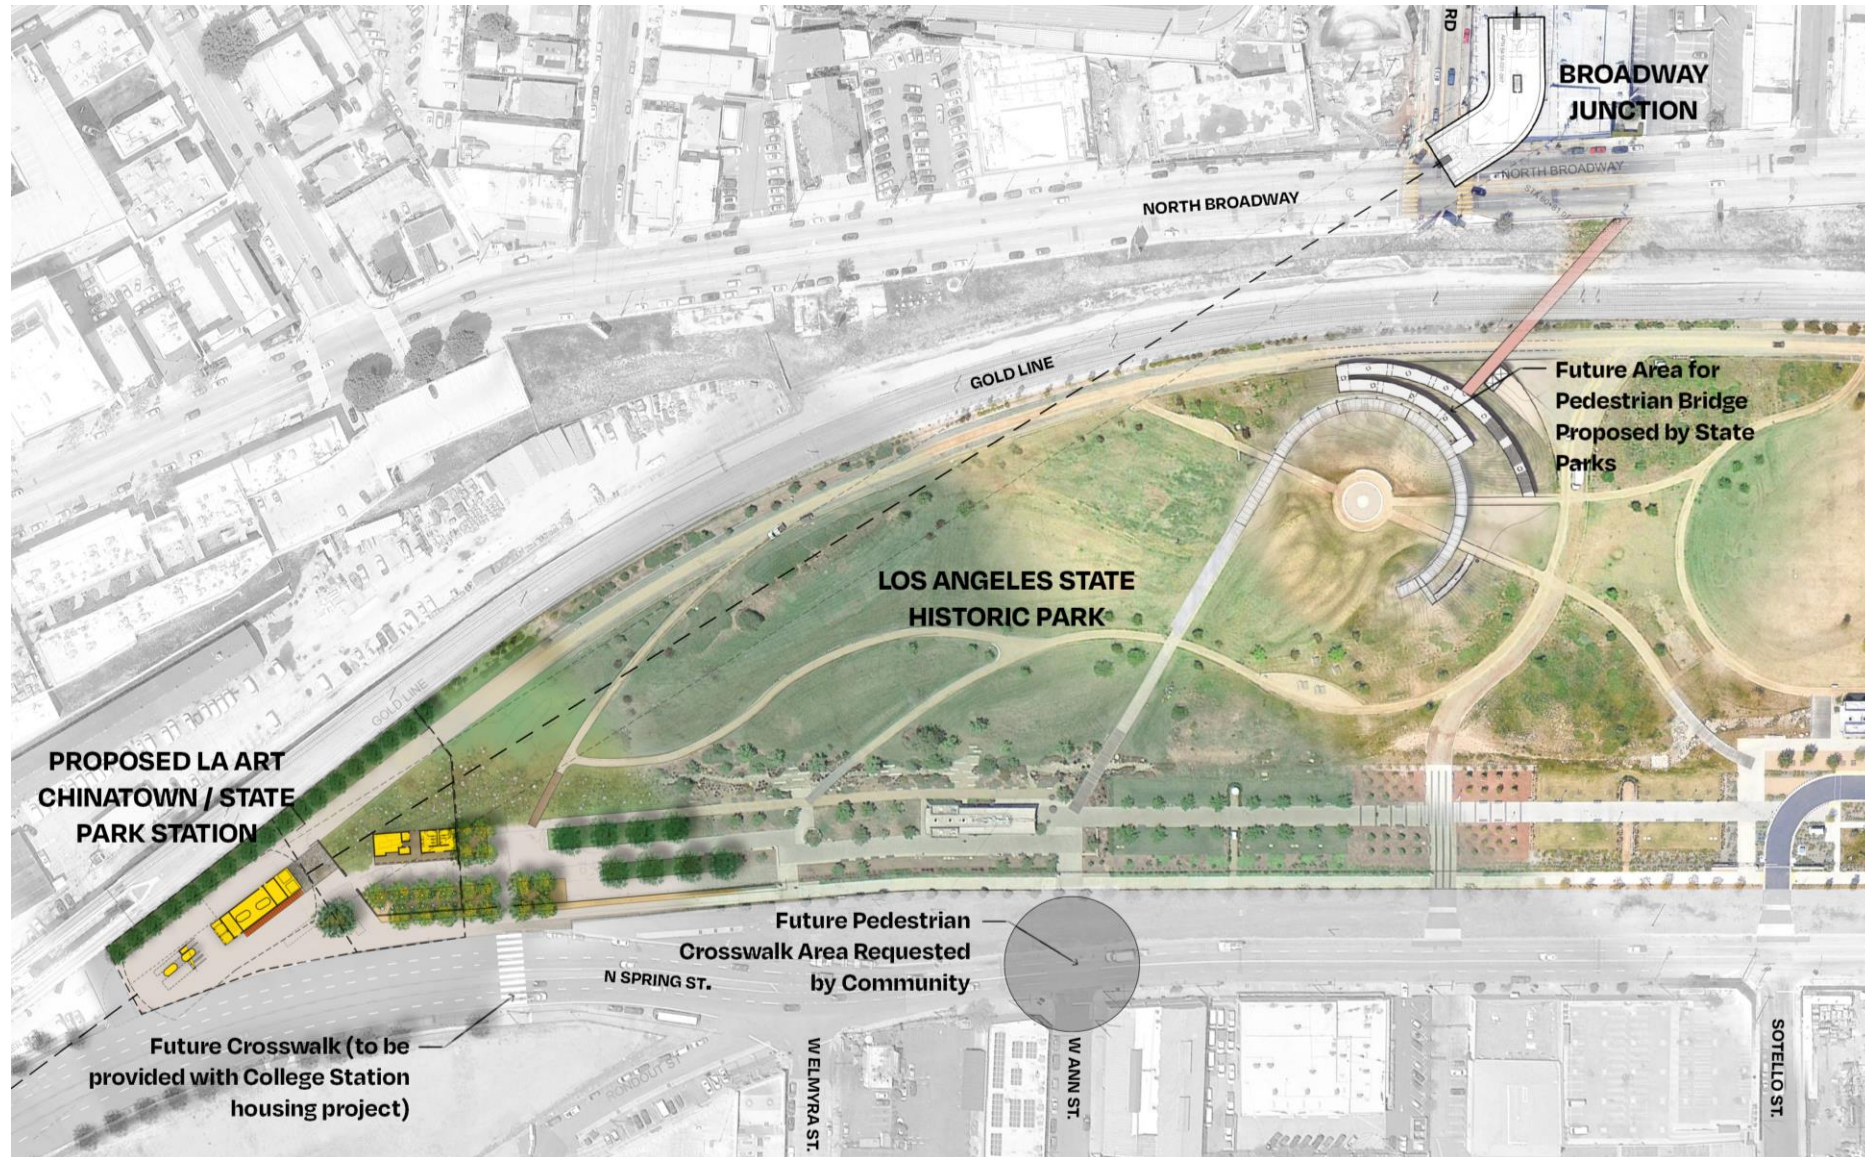 RD
BROADWAY
JUNCTION
NORTH BROADWAY
NORTH BROADWAY
GOLD LINE
Future Area for
Pedestrian Bridge
Proposed by State
Parks
LOS ANGELES STATE
HISTORIC PARK
GOLD LINE
PROPOSED LA ART
CHINATOWN / STATE
PARK STATION
Future Pedestrian
Crosswalk Area Requested
by Community
N SPRING ST.
Future Crosswalk (to be
provided with College Station
housing project)
RONDOUT ST
W ELMYRA ST.
W ANN ST.
SOTELLO ST.